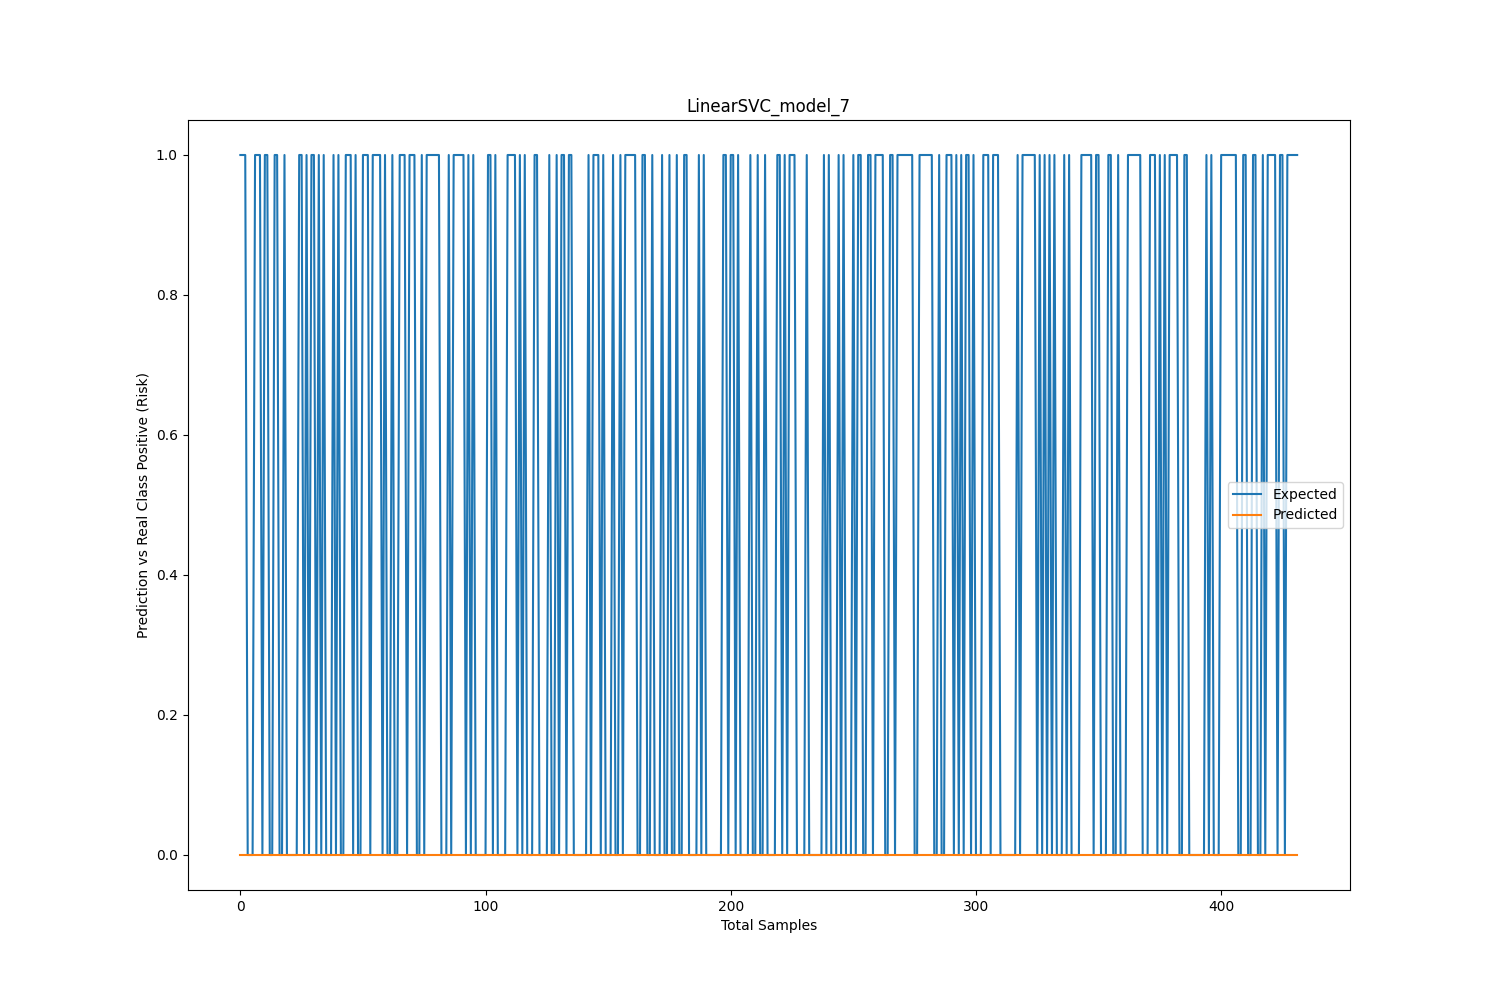 LinearSVC_model_7
Prediction vs Real Class Positive (Risk)
1.0
0.8
0.6
0.4
0.2
0.0
Expected
Predicted
0 100 200 300 400
Total Samples